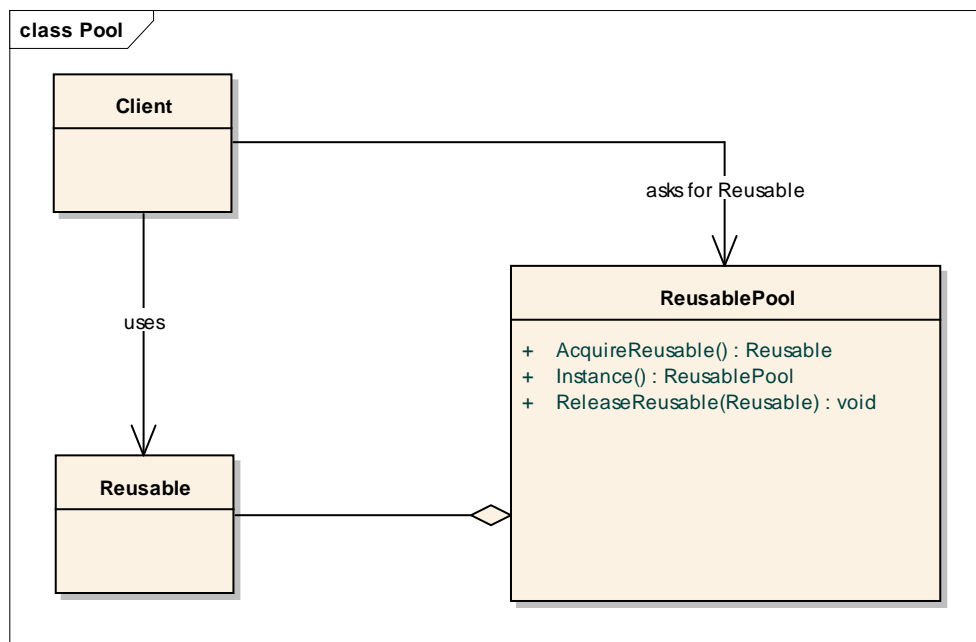 class Pool
Client
asks for Reusable
ReusablePool
uses
+ AcquireReusable() : Reusable
+ Instance() : ReusablePool
+ ReleaseReusable(Reusable) : void
Reusable